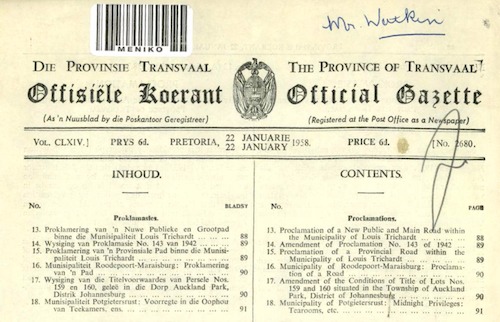 Mr. Watkin
MENIKO
DIE PROVINSIE TRANSVAAL
Offisiële Koerant
(As 'n Nuusblad by die Poskantoor Geregistreer)
THE PROVINCE OF TRANSVAAL
Official Gazette
(Registered at the Post Office as a Newspaper)
VOL. CLXIV.] PRYS 6d. PRETORIA, 22 JANUARIE 22 JANUARY 1958. PRICE 6d. [No. 2680.
INHOUD.
No. BLADSY
Proklamasies.
13. Proklamering van 'n Nuwe Publieke en Grootpad
binne die Munisipaliteit Louis Trichardt ... ... ... 88
14. Wysiging van Proklamasie No. 143 van 1942 ... ... ... 89
15. Proklamering van 'n Provinsiale Pad binne die Munisi-
paliteit Louis Trichardt ... ... ... 89
16. Munisipaliteit Roodepoort-Maraisburg: Proklamering
van 'n Pad ... ... ... 90
17. Wysiging van die Titelvoorwaardes van Persele Nos.
159 en 160, geleë in die Dorp Auckland Park,
Distrik Johannesburg ... ... ... 90
18. Munisipaliteit Potgietersrust: Voorregte in die Opthou
van Teekamers, ens. ... ... ... 91
CONTENTS.
No. PAGE
Proclamations.
13. Proclamation of a New Public and Main Road within
the Municipality of Louis Trichardt ... ... ... 88
14. Amendment of Proclamation No. 143 of 1942 ... ... 89
15. Proclamation of a Provincial Road within the
Municipality of Louis Trichardt ... ... ... 89
16. Municipality of Roodepoort-Maraisburg: Proclama-
tion of a Road ... ... ... 90
17. Amendment of the Conditions of Title of Lots Nos.
159 and 160 situated in the Township of Auckland
Park, District of Johannesburg ... ... ... 90
18. Municipality of Potgietersrust: Midnight Privileges;
Tearooms, etc. ... ... ... 91